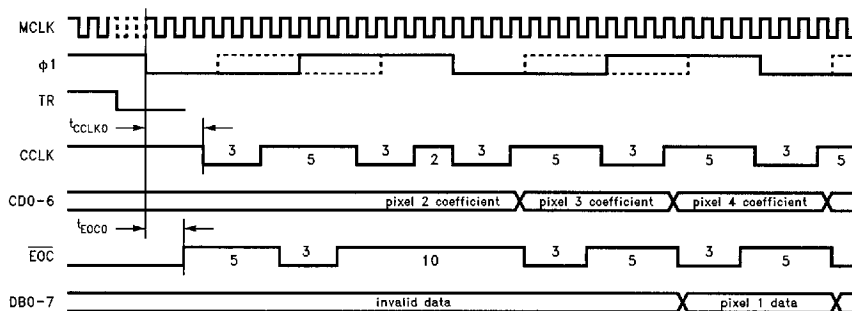 MCLK
ϕ1
TR
tCCLKO
CCLK 3 5 3 2 3 5 3 5 3 5
CD0-6 pixel 2 coefficient pixel 3 coefficient pixel 4 coefficient
tEOCO
EOC 5 3 10 3 5 3 5
DB0-7 invalid data pixel 1 data